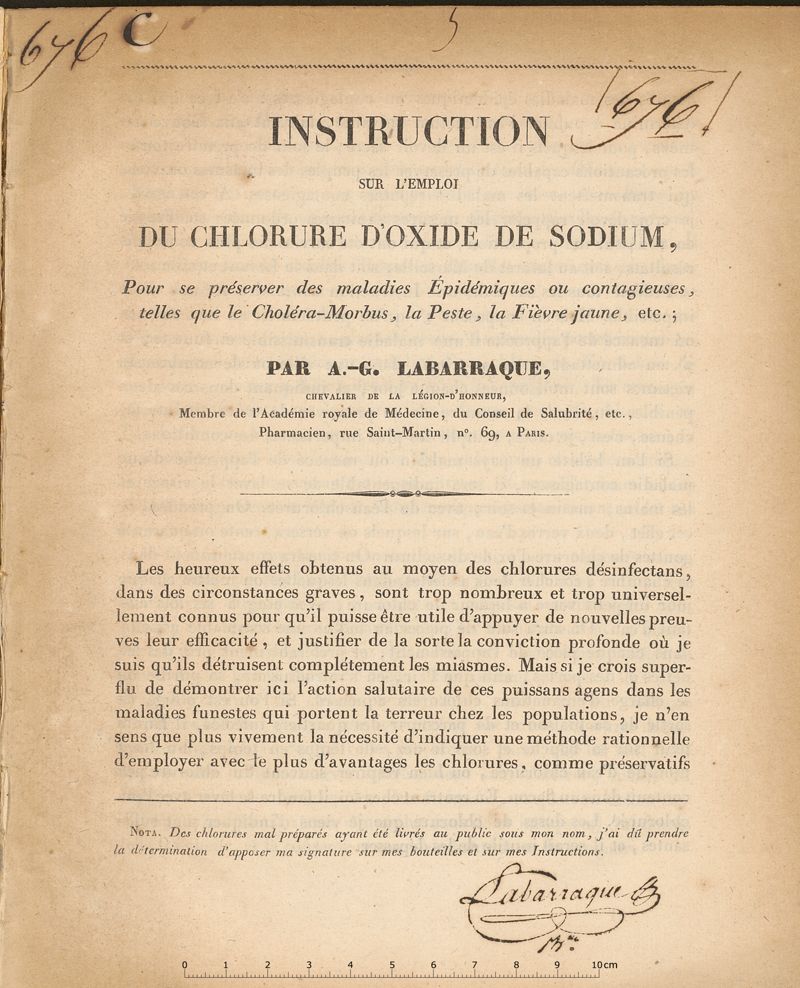 676 C
5
676
INSTRUCTION
SUR L'EMPLOI
DU CHLORURE D'OXIDE DE SODIUM,
Pour se préserver des maladies Épidémiques ou contagieuses,
telles que le Choléra-Morbus, la Peste, la Fièvre jaune, etc. ;
PAR A.-G. LABARRAQUE,
CHEVALIER DE LA LÉGION-D'HONNEUR,
Membre de l'Académie royale de Médecine, du Conseil de Salubrité, etc.,
Pharmacien, rue Saint-Martin, nº. 69, A PARIS.
Les heureux effets obtenus au moyen des chlorures désinfectans,
dans des circonstances graves, sont trop nombreux et trop universel-
lement connus pour qu'il puisse être utile d'appuyer de nouvelles preu-
ves leur efficacité, et justifier de la sorte la conviction profonde où je
suis qu'ils détruisent complétement les miasmes. Mais si je crois super-
flu de démontrer ici l'action salutaire de ces puissans agens dans les
maladies funestes qui portent la terreur chez les populations, je n'en
sens que plus vivement la nécessité d'indiquer une méthode rationnelle
d'employer avec le plus d'avantages les chlorures, comme préservatifs
NOTA. Des chlorures mal préparés ayant été livrés au public sous mon nom, j'ai dû prendre
la détermination d'apposer ma signature sur mes bouteilles et sur mes Instructions.
Labarraque
0 1 2 3 4 5 6 7 8 9 10cm